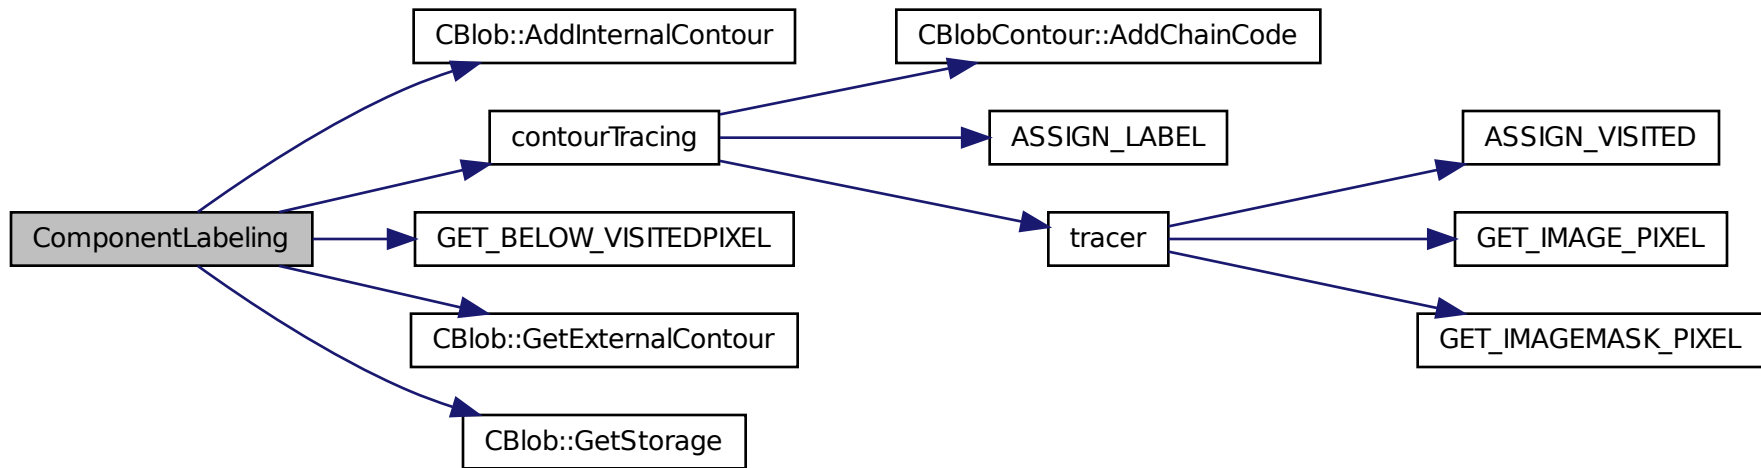 CBlob::AddInternalContour
CBlobContour::AddChainCode
contourTracing
ASSIGN_LABEL
ASSIGN_VISITED
ComponentLabeling
GET_BELOW_VISITEDPIXEL
tracer
GET_IMAGE_PIXEL
CBlob::GetExternalContour
GET_IMAGEMASK_PIXEL
CBlob::GetStorage